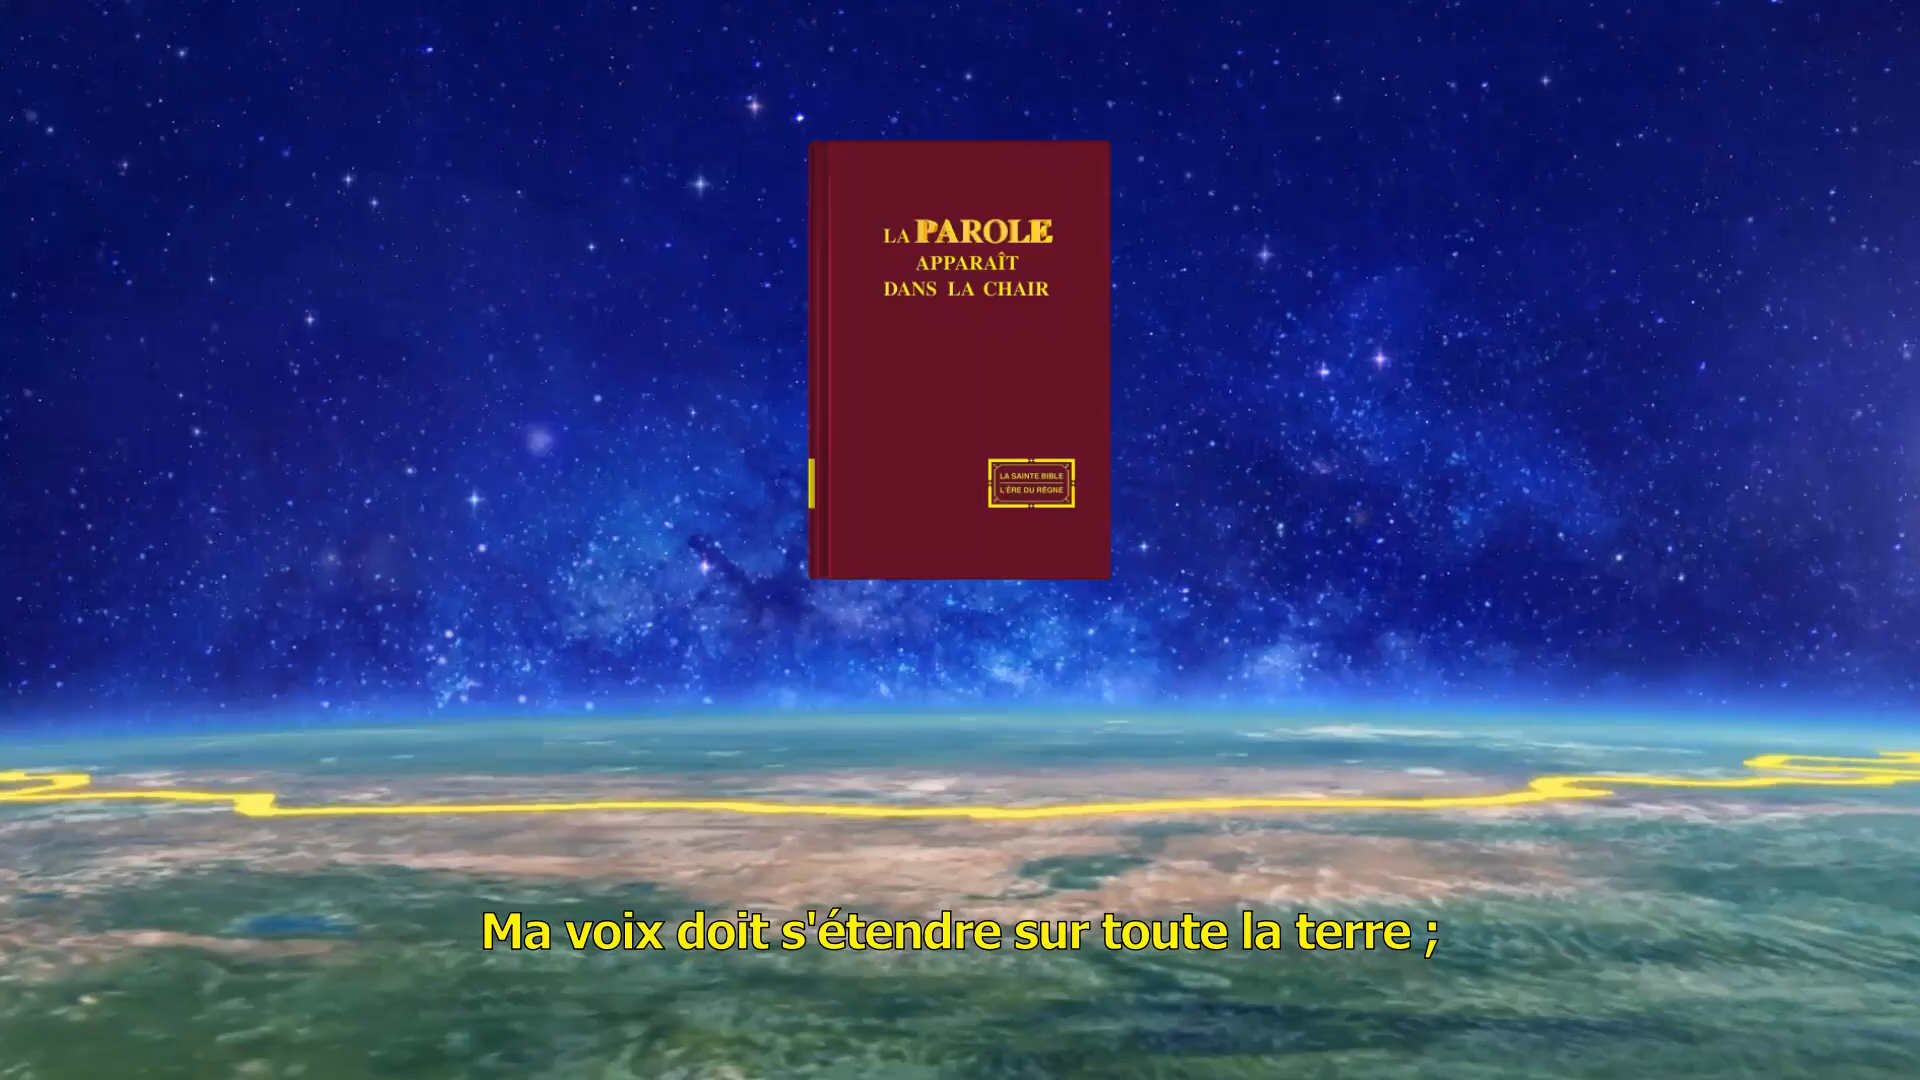 LA PAROLE
APPARAÎT
DANS LA CHAIR
LA SAINTE BIBLE
L'ÈRE DU RÈGNE
Ma voix doit s'étendre sur toute la terre ;